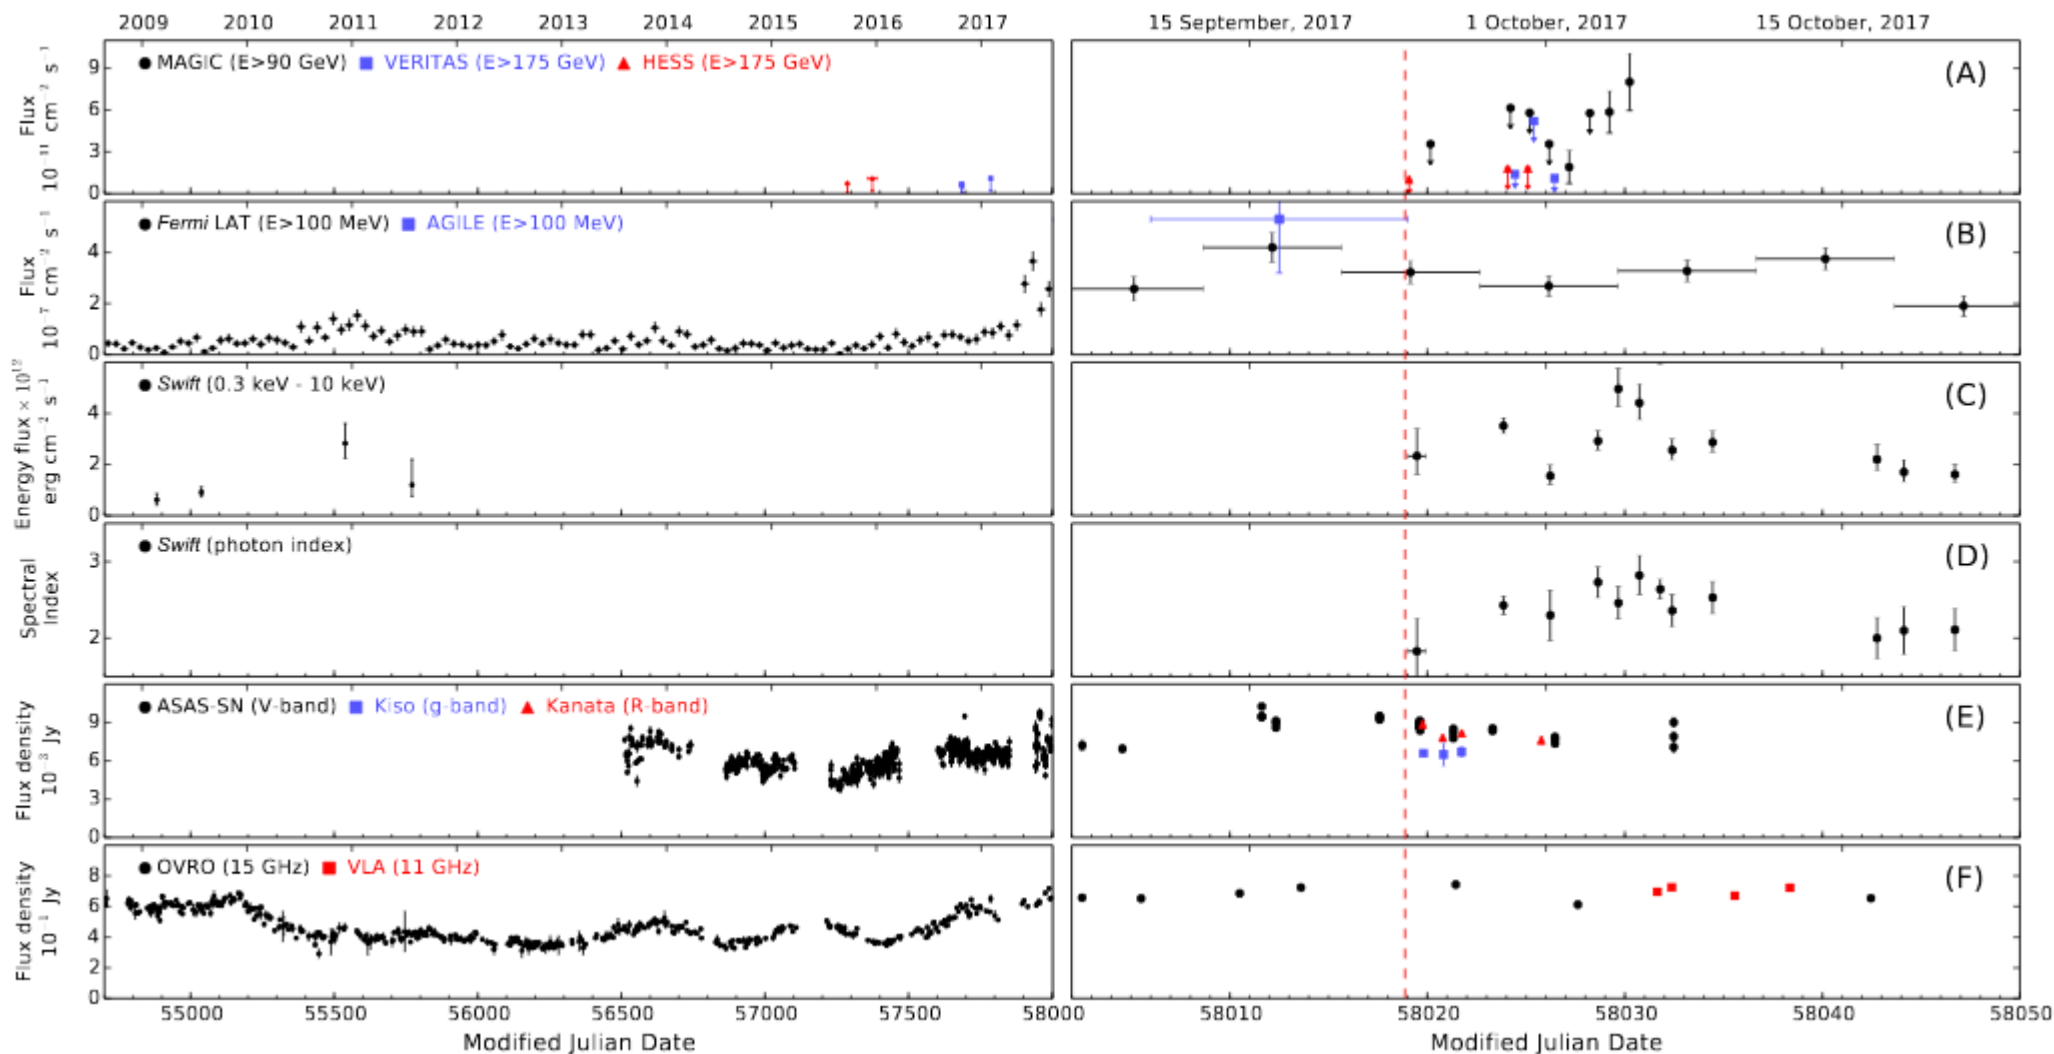 2009 2010 2011 2012 2013 2014 2015 2016 2017 15 September, 2017 1 October, 2017 15 October, 2017
Flux
10⁻¹¹ cm⁻² s⁻¹
9
6
3
0
MAGIC (E>90 GeV) VERITAS (E>175 GeV) HESS (E>175 GeV)
(A)
Flux
10⁻⁷ cm⁻² s⁻¹
4
2
0
Fermi LAT (E>100 MeV) AGILE (E>100 MeV)
(B)
Energy flux × 10¹²
erg cm⁻² s⁻¹
4
2
0
Swift (0.3 keV - 10 keV)
(C)
Spectral
Index
3
2
Swift (photon index)
(D)
Flux density
10⁻³ Jy
9
6
3
0
ASAS-SN (V-band) Kiso (g-band) Kanata (R-band)
(E)
Flux density
10⁻¹ Jy
8
6
4
2
0
OVRO (15 GHz) VLA (11 GHz)
(F)
55000 55500 56000 56500 57000 57500 58000 58010 58020 58030 58040 58050
Modified Julian Date Modified Julian Date